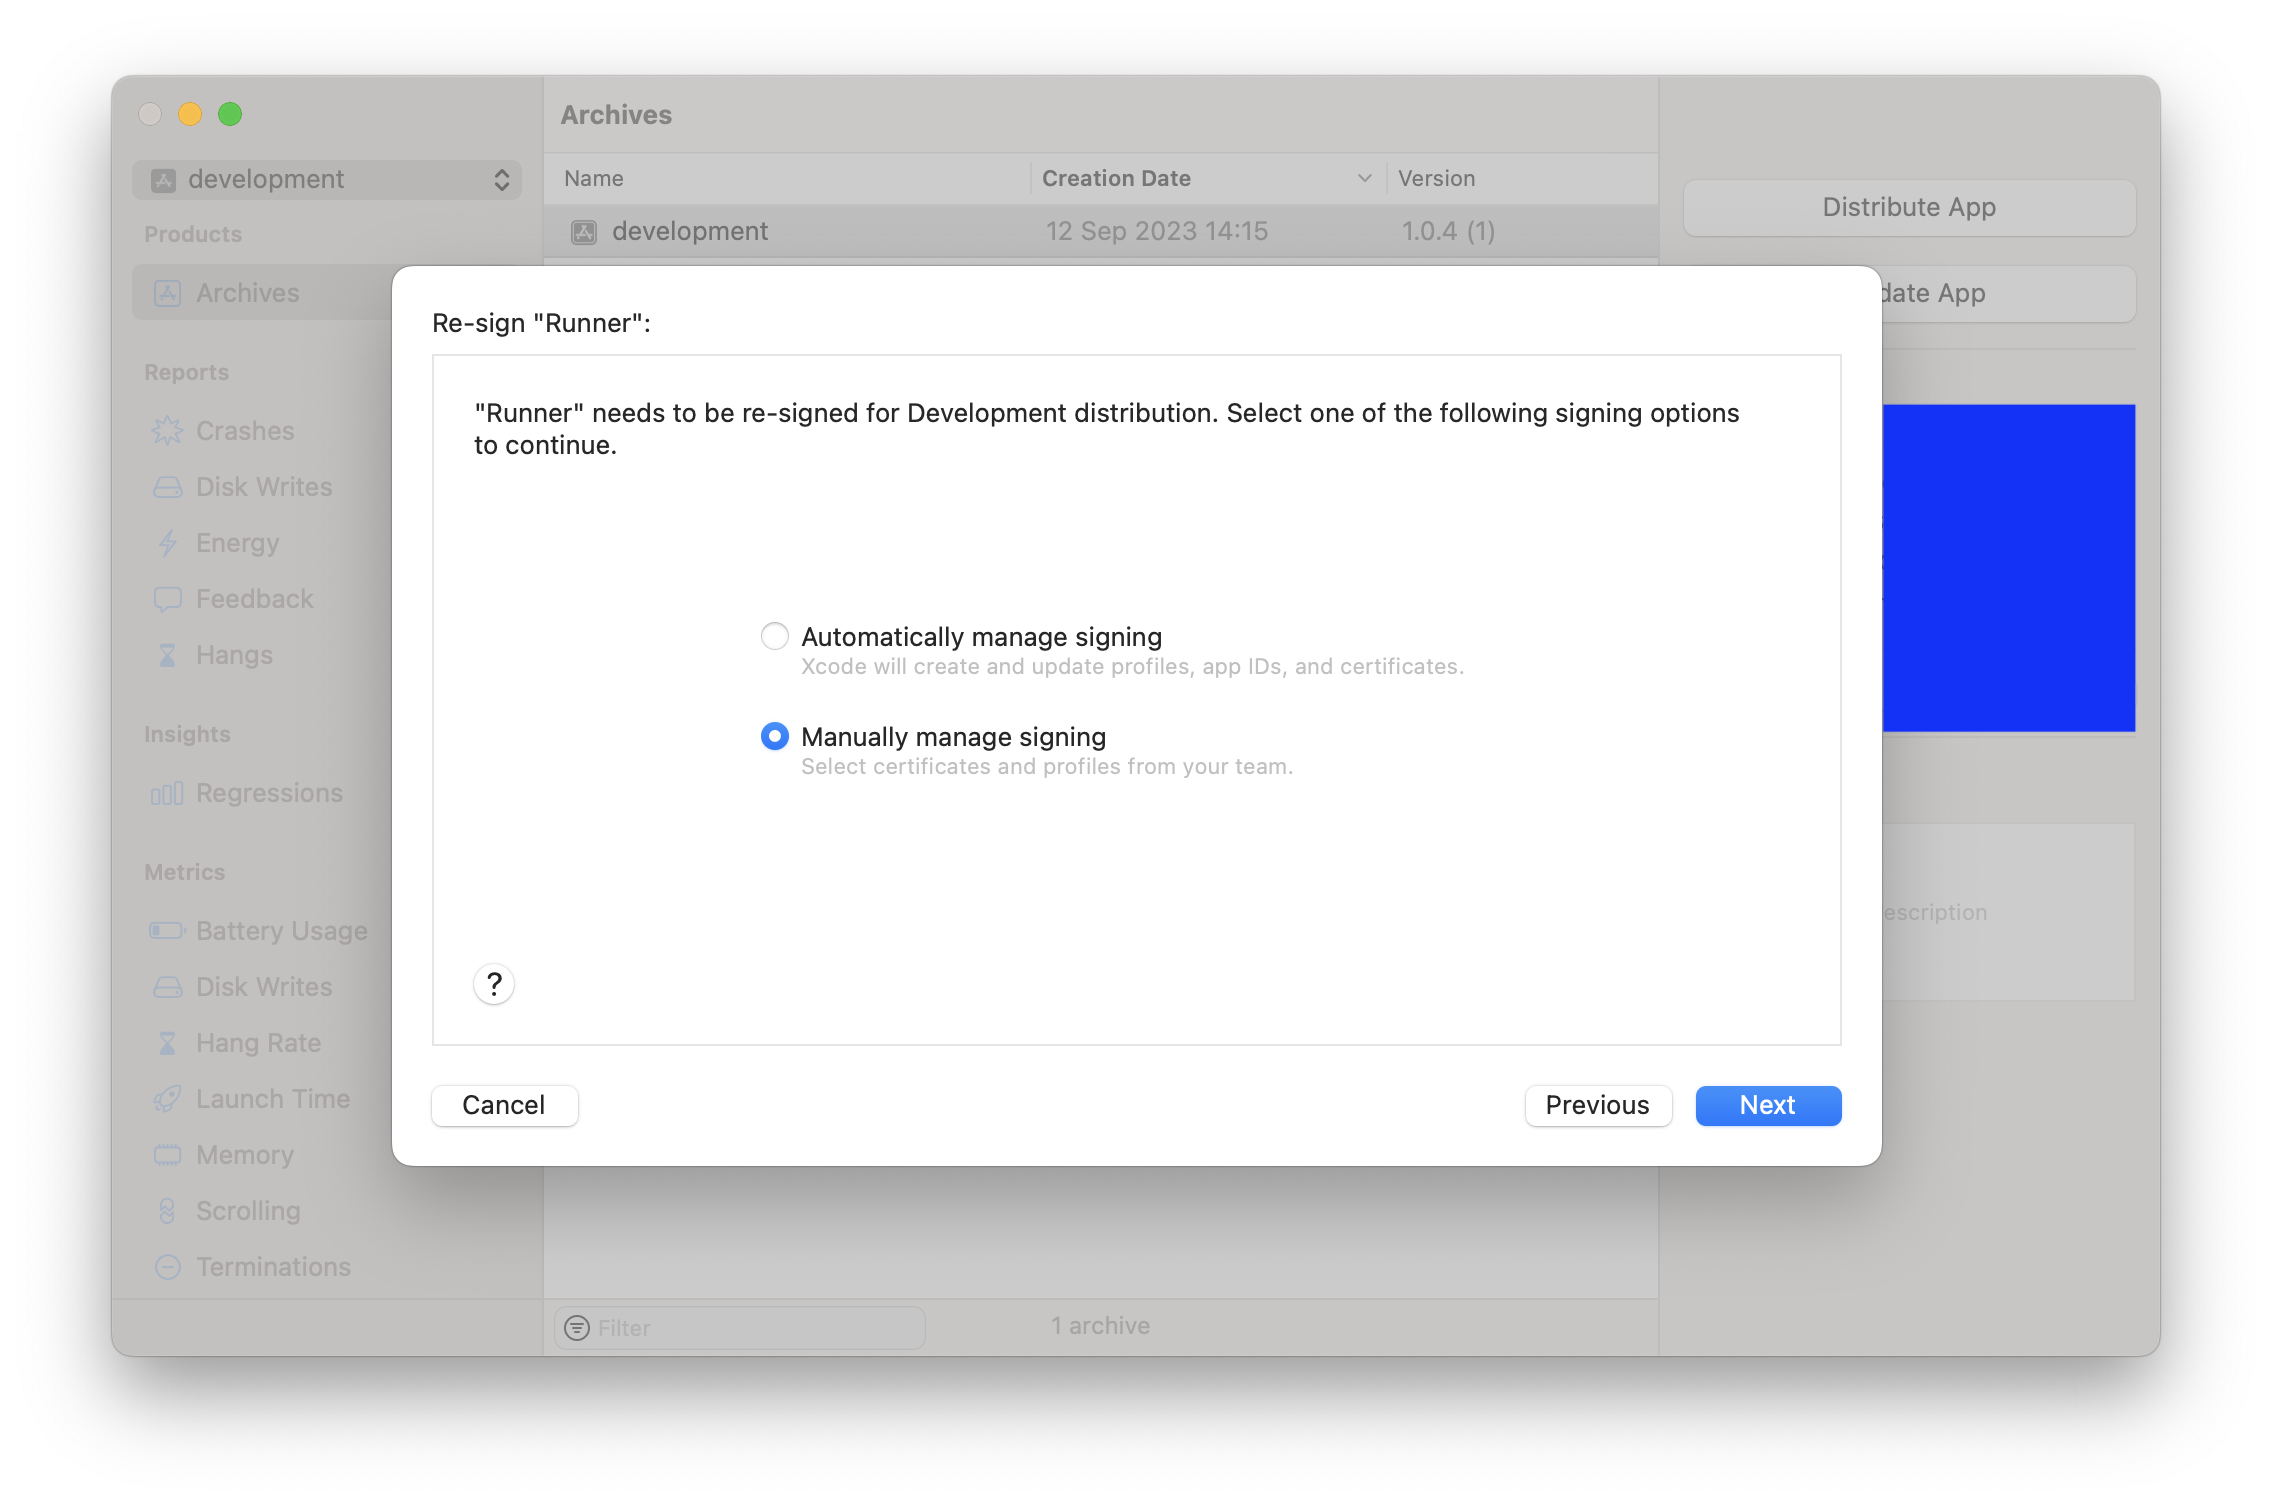 development
Products
Archives
Reports
Crashes
Disk Writes
Energy
Feedback
Hangs
Insights
Regressions
Metrics
Battery Usage
Disk Writes
Hang Rate
Launch Time
Memory
Scrolling
Terminations
Archives
Name Creation Date Version
development 12 Sep 2023 14:15 1.0.4 (1)
Re-sign "Runner":
"Runner" needs to be re-signed for Development distribution. Select one of the following signing options
to continue.
Automatically manage signing
Xcode will create and update profiles, app IDs, and certificates.
Manually manage signing
Select certificates and profiles from your team.
?
Cancel
Previous
Next
Filter
1 archive
Distribute App
App